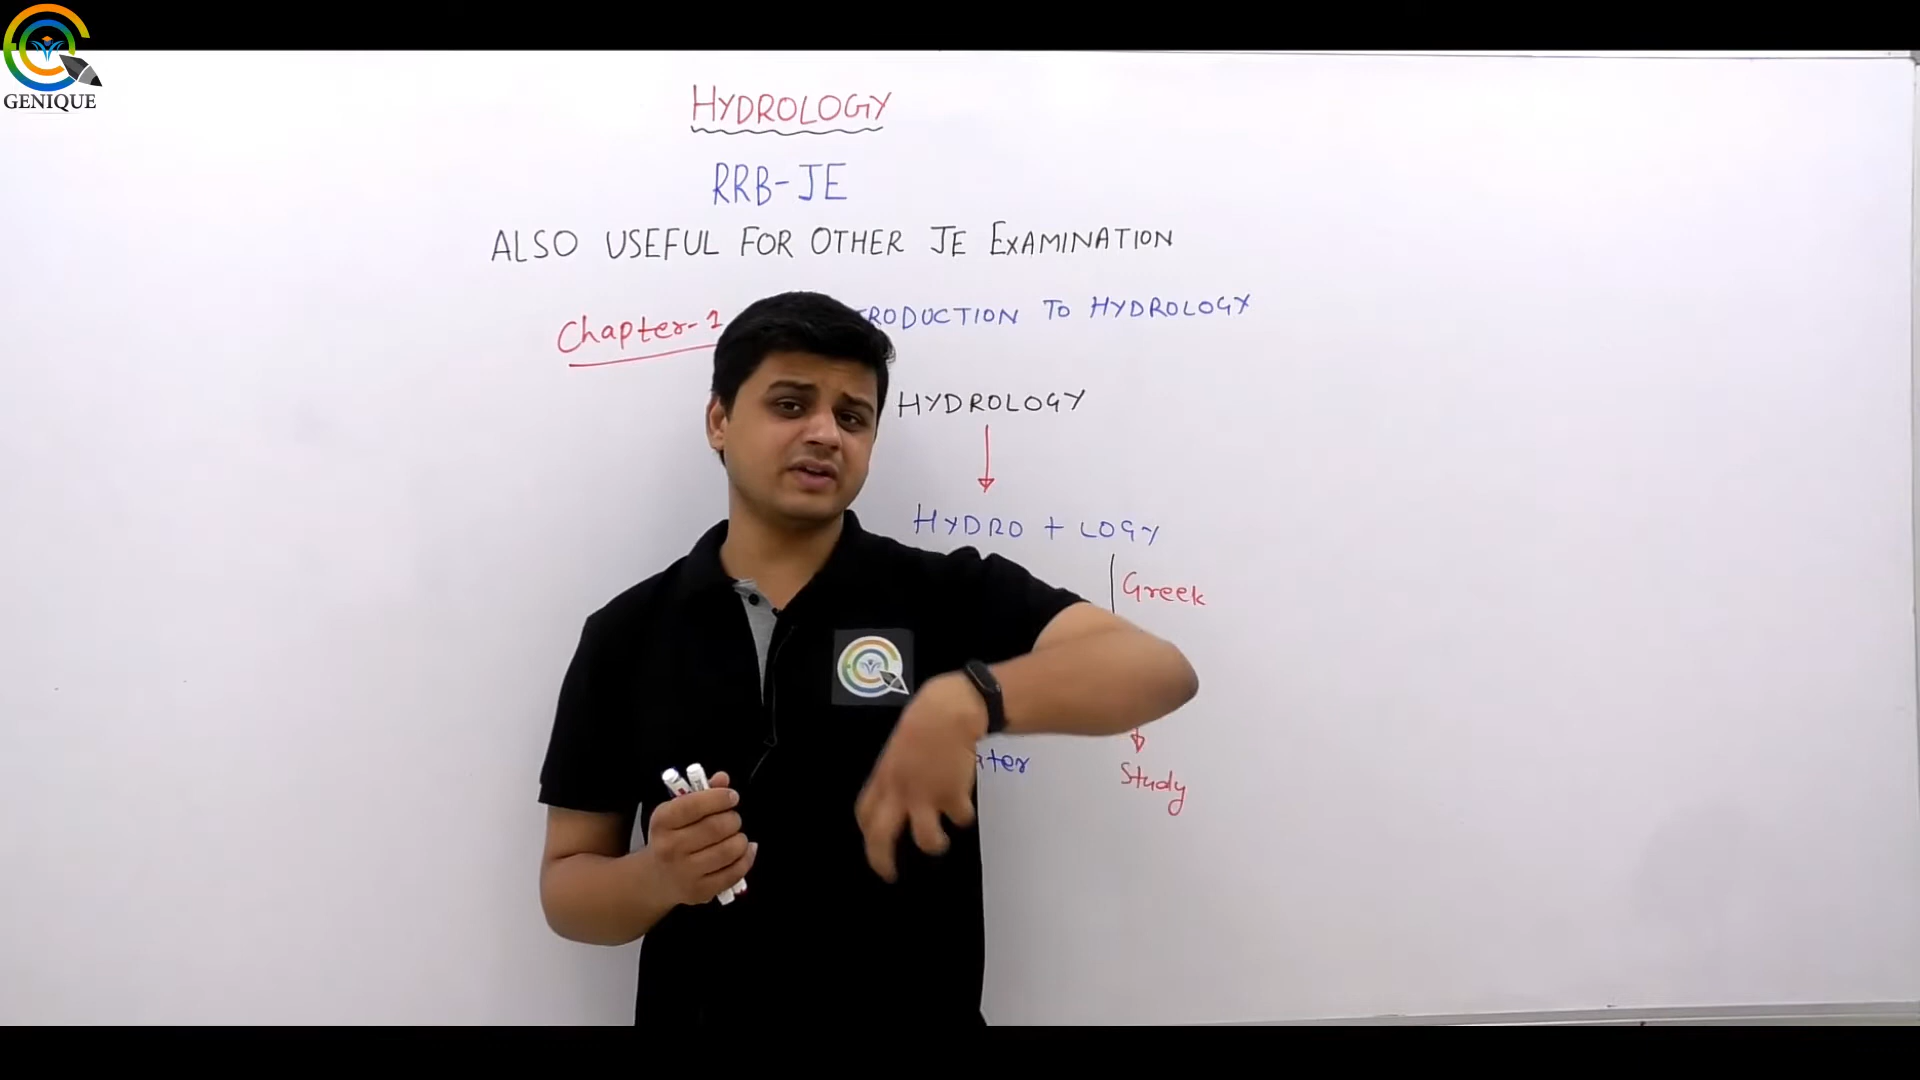 GENIQUE
HYDROLOGY
RRB-JE
ALSO USEFUL FOR OTHER JE EXAMINATION
Chapter-1 TRODUCTION TO HYDROLOGY
HYDROLOGY
HYDRO + LOGY
Greek
ater
Study